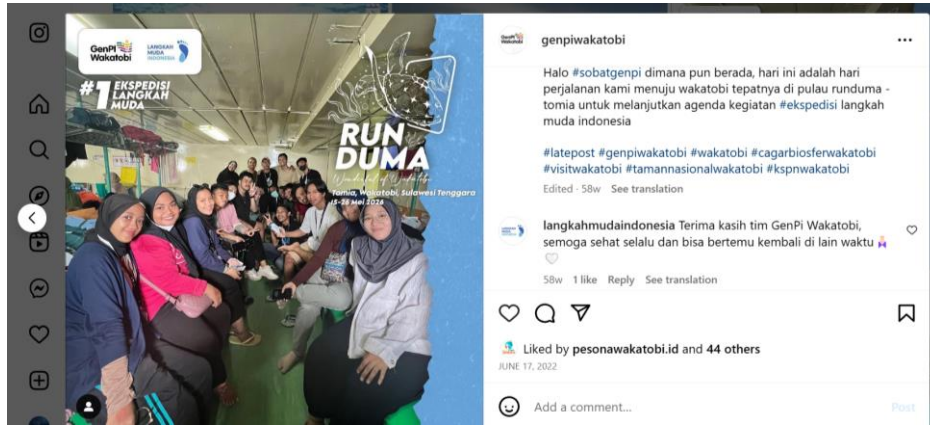 GenPI
Wakatobi
LANGKAH
MUDA
INDONESIA
#1 EKSPEDISI
LANGKAH
MUDA
RUN
DUMA
Wonderful of Wakatobi
Tomia, Wakatobi, Sulawesi Tenggara
genpiwakatobi
Halo #sobatgenpi dimana pun berada, hari ini adalah hari
perjalanan kami menuju wakatobi tepatnya di pulau runduma -
tomia untuk melanjutkan agenda kegiatan #ekspedisi langkah
muda indonesia
#latepost #genpiwakatobi #wakatobi #cagarbiosferwakatobi
#visitwakatobi #tamannasionalwakatobi #kspnwakatobi
Edited · 58w See translation
langkahmudaindonesia Terima kasih tim GenPi Wakatobi,
semoga sehat selalu dan bisa bertemu kembali di lain waktu
58w 1 like Reply See translation
Liked by pesonawakatobi.id and 44 others
JUNE 17, 2022
Add a comment...
Post